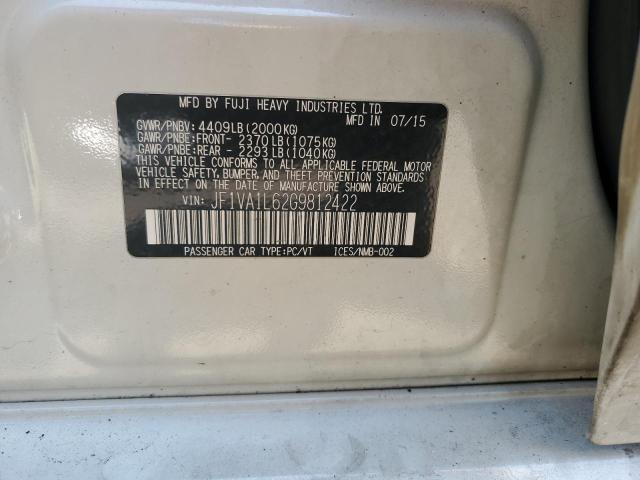 MFD BY FUJI HEAVY INDUSTRIES LTD.
MFD IN 07/15
GVWR/PNBV: 4409LB(2000KG)
GAWR/PNBE:FRONT- 2370LB(1075KG)
GAWR/PNBE:REAR - 2293LB(1040KG)
THIS VEHICLE CONFORMS TO ALL APPLICABLE FEDERAL MOTOR
VEHICLE SAFETY, BUMPER, AND THEFT PREVENTION
STANDARDS IN EFFECT ON THE DATE OF MANUFACTURE SHOWN ABOVE.
VIN: JF1VA1L62G9812422
PASSENGER CAR TYPE:PC/VT ICES/NMB-002